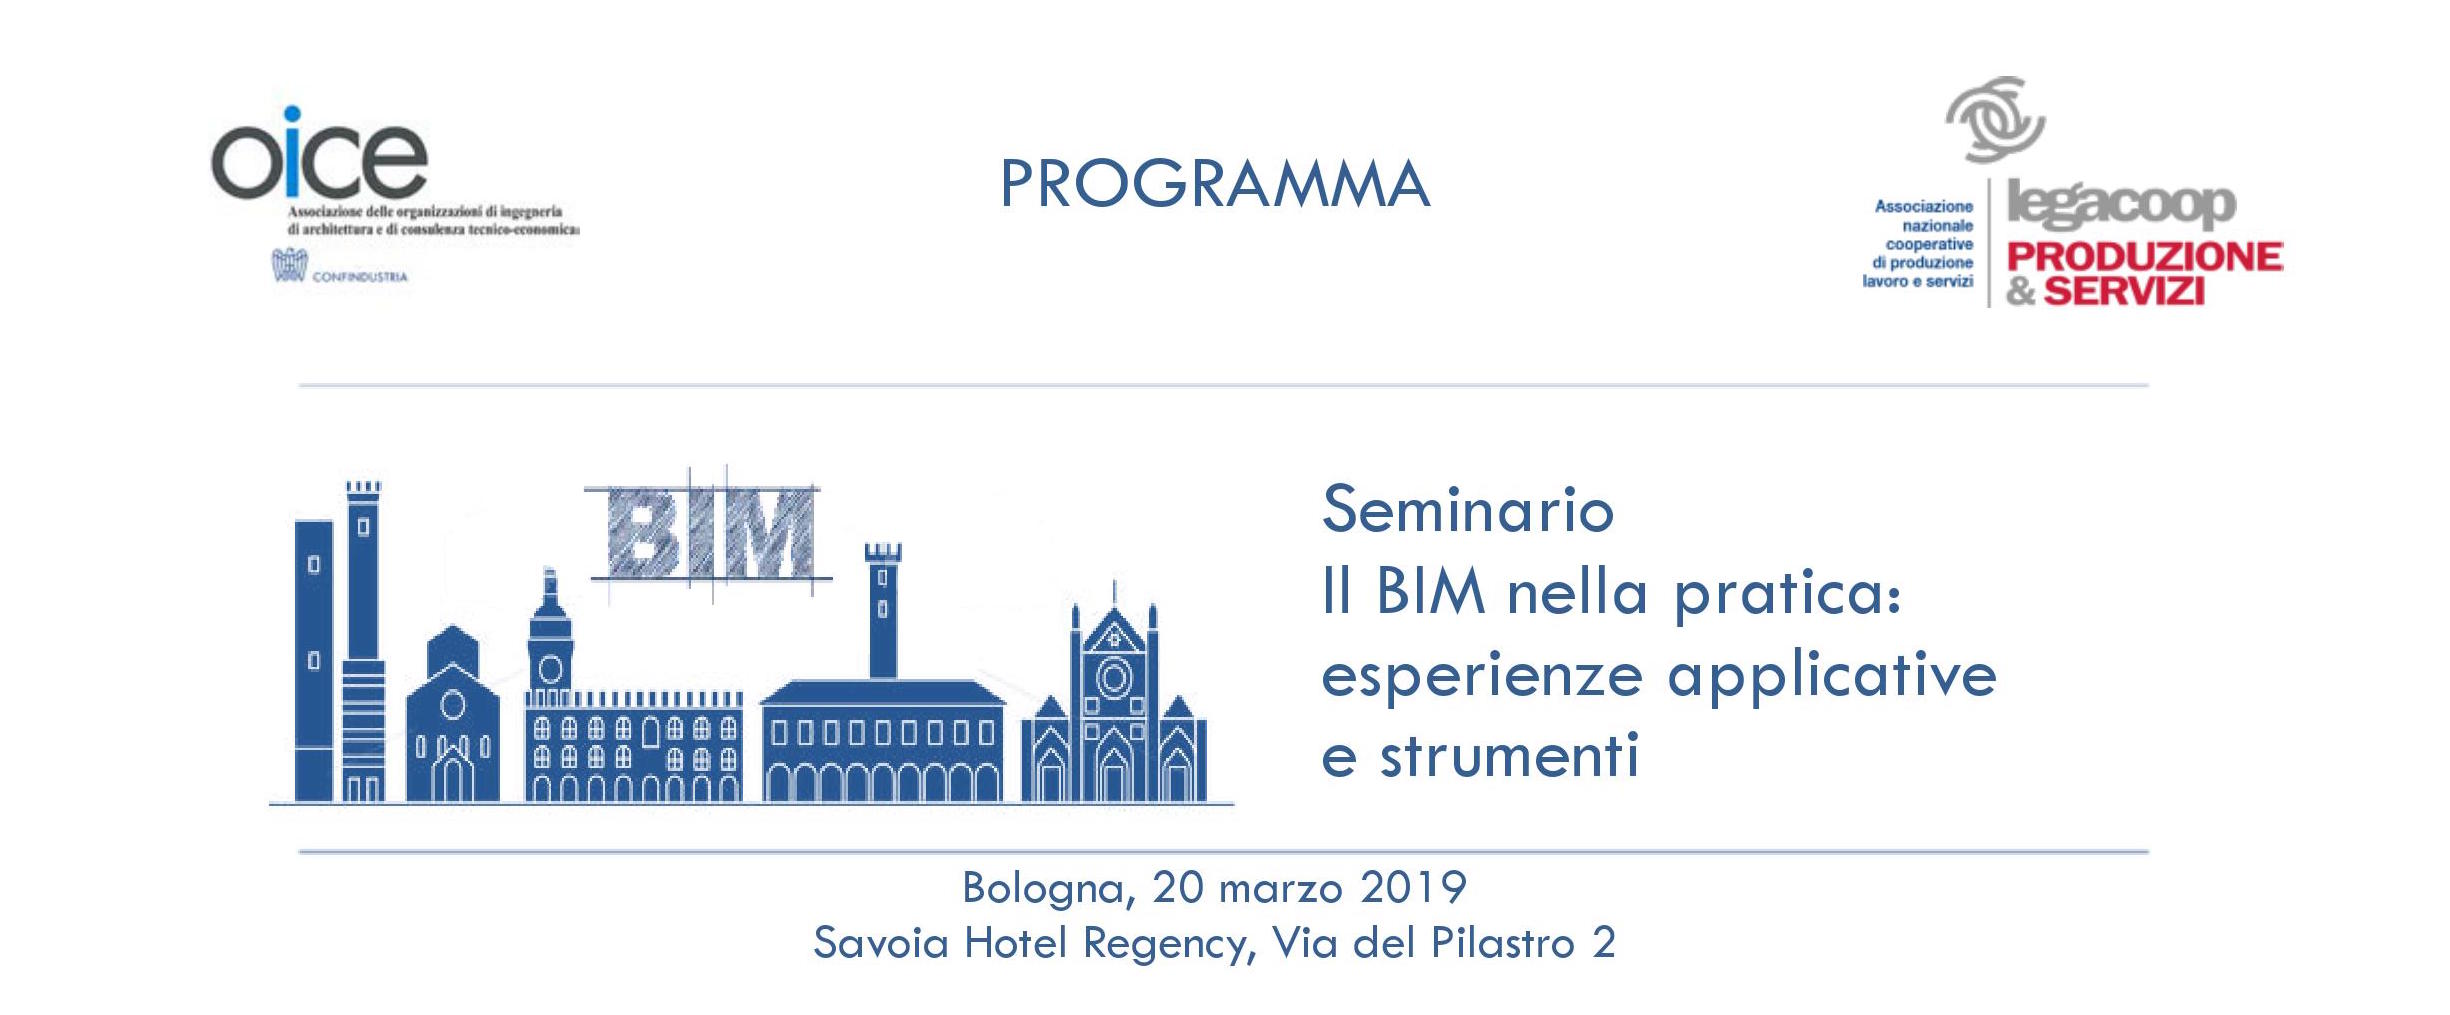 oice
Associazione delle organizzazioni di ingegneria
di architettura e di consulenza tecnico-economica
CONFINDUSTRIA
PROGRAMMA
Associazione
nazionale
cooperative
di produzione
lavoro e servizi
legacoop
PRODUZIONE
& SERVIZI
BIM
Seminario
Il BIM nella pratica:
esperienze applicative
e strumenti
Bologna, 20 marzo 2019
Savoia Hotel Regency, Via del Pilastro 2